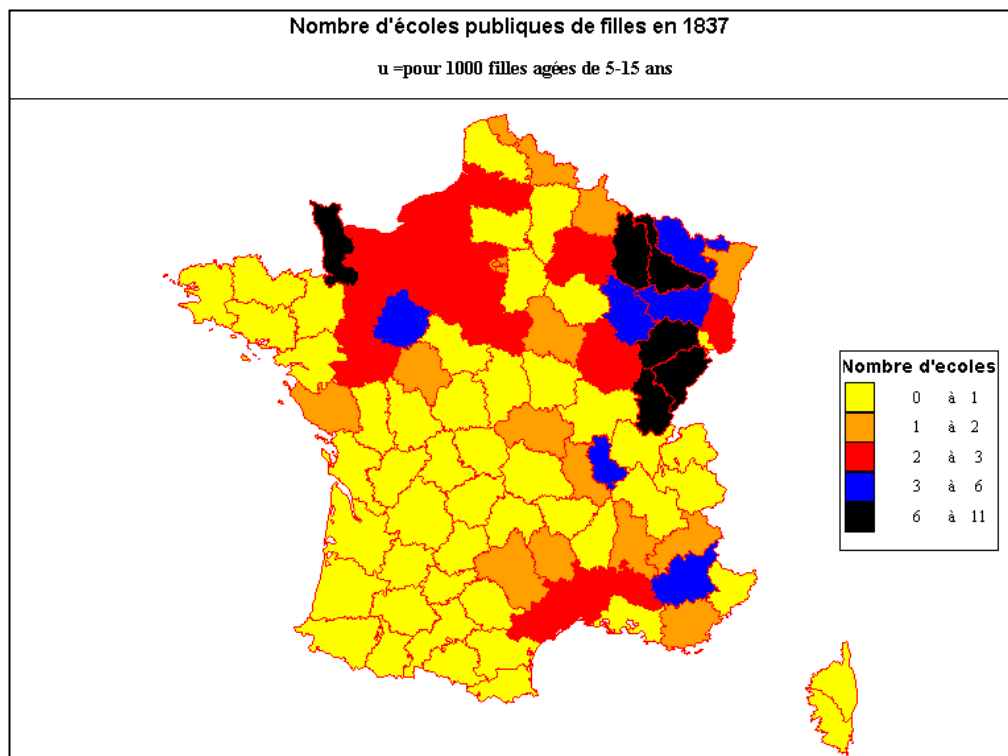 Nombre d'écoles publiques de filles en 1837
u =pour 1000 filles agées de 5-15 ans
Nombre d'ecoles
0 à 1
1 à 2
2 à 3
3 à 6
6 à 11